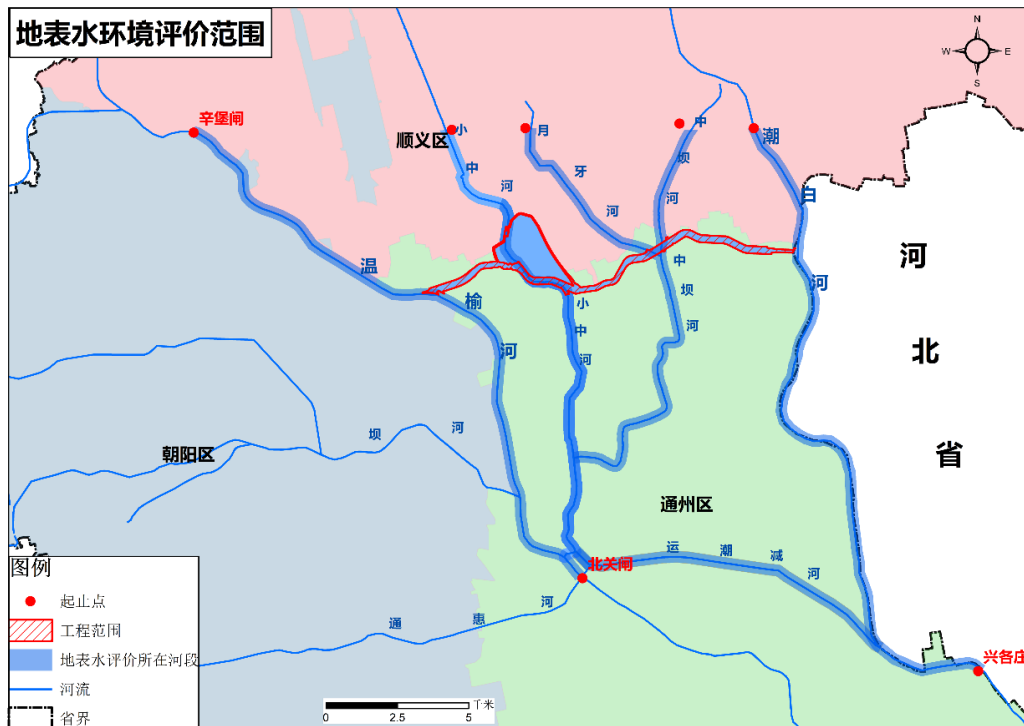 地表水环境评价范围
N
W
E
S
辛堡闸
顺义区
小中河
月牙河
中坝河
潮白河
温榆河
小中河
中坝河
河北省
朝阳区
坝河
通州区
北关闸
运潮减河
通惠河
兴各庄
图例
起止点
工程范围
地表水评价所在河段
河流
省界
千米
0
2.5
5